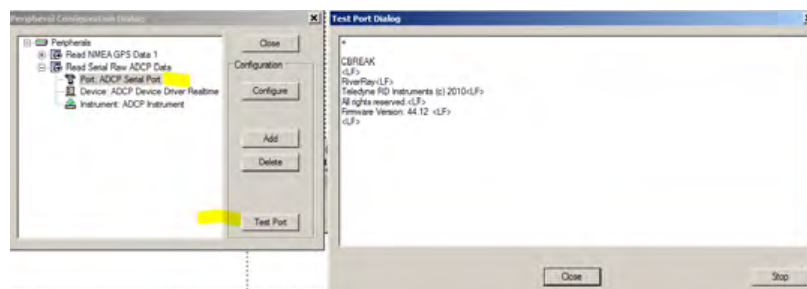 Peripheral Configuration Dialog
Close
Peripherals
Read NMEA GPS Data 1
Read Serial Raw ADCP Data
Port: ADCP Serial Port
Device: ADCP Device Driver Realtime
Instrument: ADCP Instrument
Configuration
Configure
Add
Delete
Test Port
Test Port Dialog
*
CBREAK
<LF>
RiverRay<LF>
Teledyne RD Instruments (c) 2010<LF>
All rights reserved.<LF>
Firmware Version: 44.12 <LF>
<LF>
Close
Stop